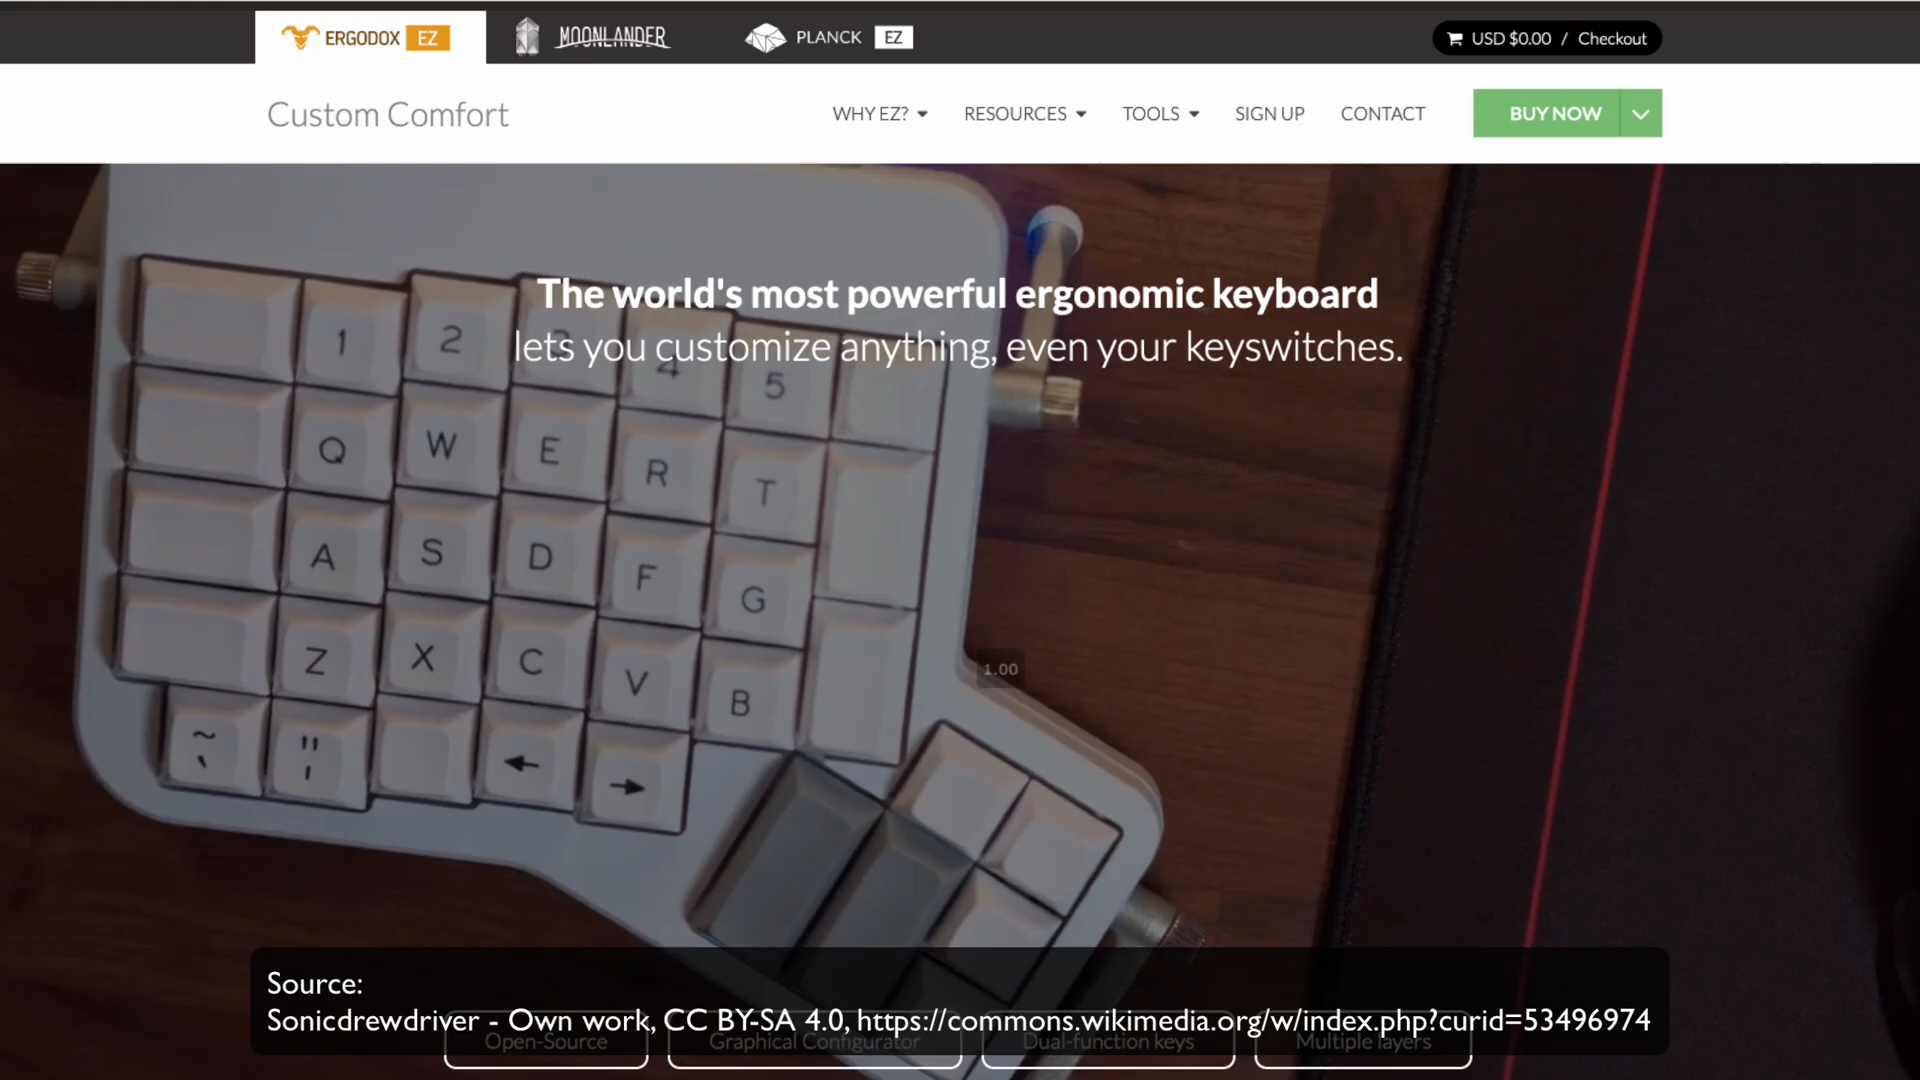 ERGODOX EZ
MOONLANDER
PLANCK EZ
USD $0.00 / Checkout
Custom Comfort
WHY EZ?
RESOURCES
TOOLS
SIGN UP
CONTACT
BUY NOW
The world's most powerful ergonomic keyboard
lets you customize anything, even your keyswitches.
1 2 3 4 5
Q W E R T
A S D F G
Z X C V B
~ " ← →
` '
1.00
Source:
Sonicdrewdriver - Own work, CC BY-SA 4.0, https://commons.wikimedia.org/w/index.php?curid=53496974
Open-Source
Graphical Configurator
Dual-function keys
Multiple layers